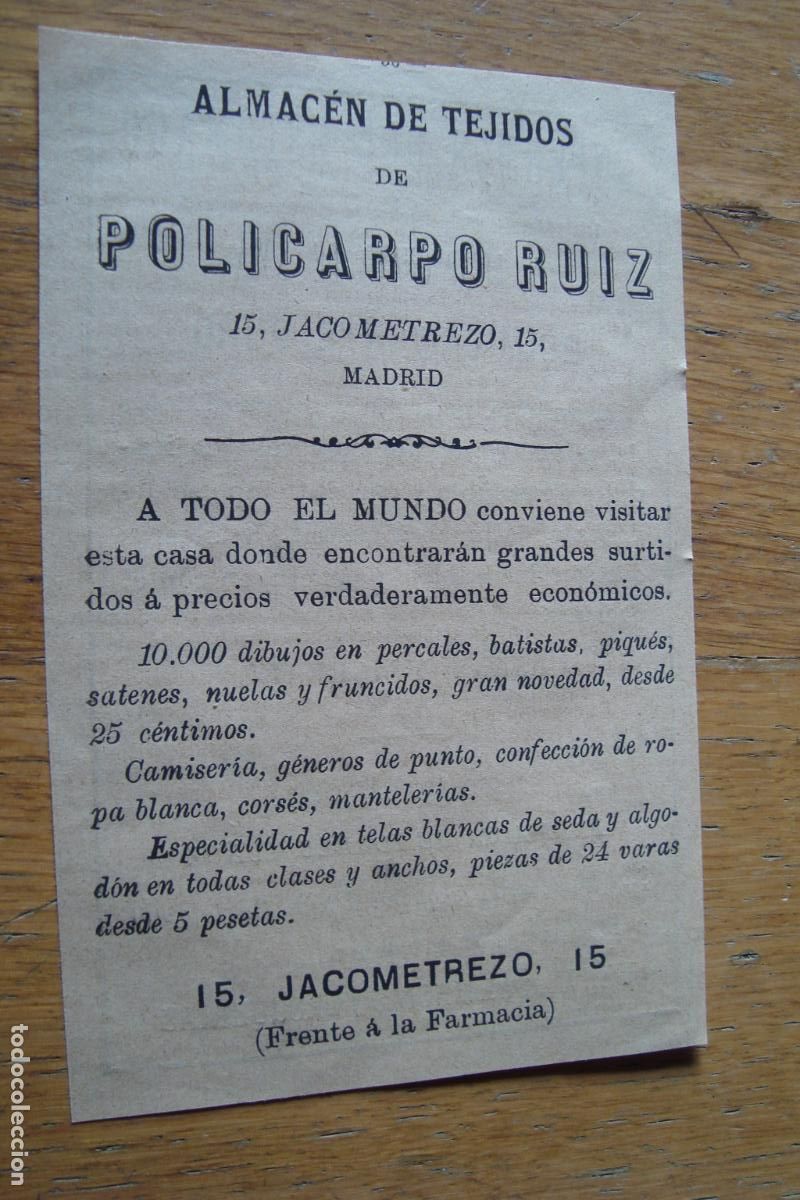 ALMACÉN DE TEJIDOS
DE
POLICARPO RUIZ
15, JACOMETREZO, 15,
MADRID
A TODO EL MUNDO conviene visitar
esta casa donde encontrarán grandes surti-
dos á precios verdaderamente económicos.
10.000 dibujos en percales, batistas, piqués,
satenes, nuelas y fruncidos, gran novedad, desde
25 céntimos.
Camisería, géneros de punto, confección de ro-
pa blanca, corsés, mantelerías.
Especialidad en telas blancas de seda y algo-
dón en todas clases y anchos, piezas de 24 varas
desde 5 pesetas.
15, JACOMETREZO, 15
(Frente á la Farmacia)
todocoleccion